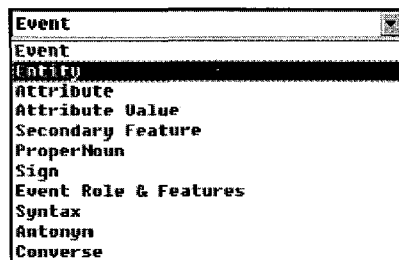 Event
Event
Entity
Attribute
Attribute Value
Secondary Feature
ProperNoun
Sign
Event Role & Features
Syntax
Antonym
Converse